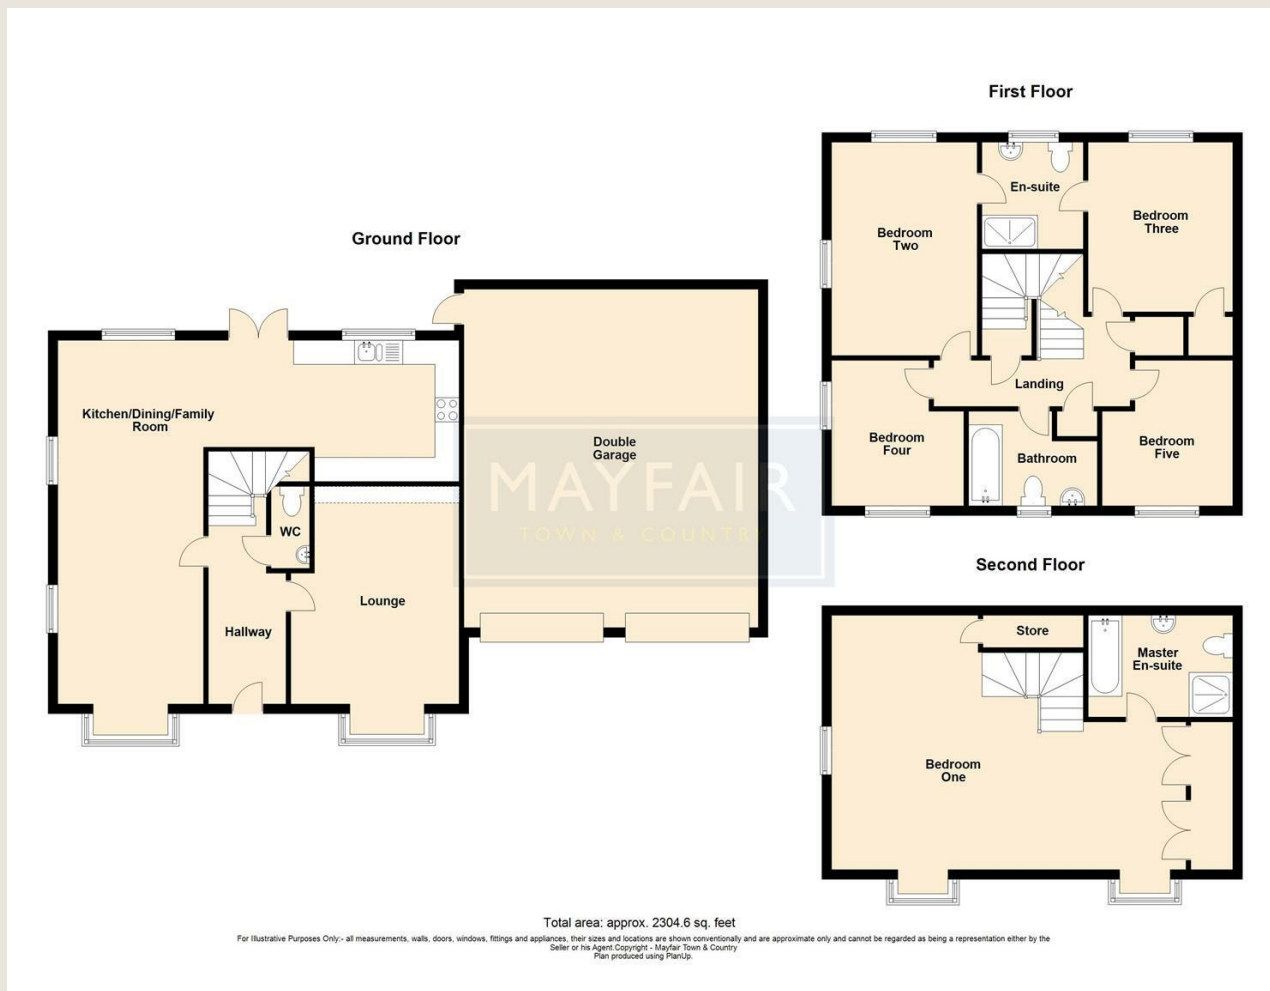 Ground Floor
Kitchen/Dining/Family
Room
WC
Lounge
Hallway
Double
Garage
First Floor
Bedroom
Two
En-suite
Bedroom
Three
Landing
Bedroom
Four
Bathroom
Bedroom
Five
Second Floor
Store
Master
En-suite
Bedroom
One
MAYFAIR
TOWN & COUNTRY
Total area: approx. 2304.6 sq. feet
For Illustrative Purposes Only:- all measurements, walls, doors, windows, fittings and appliances, their sizes and locations are shown conventionally and are approximate only and cannot be regarded as being a representation either by the
Seller or his Agent.Copyright - Mayfair Town & Country
Plan produced using PlanUp.